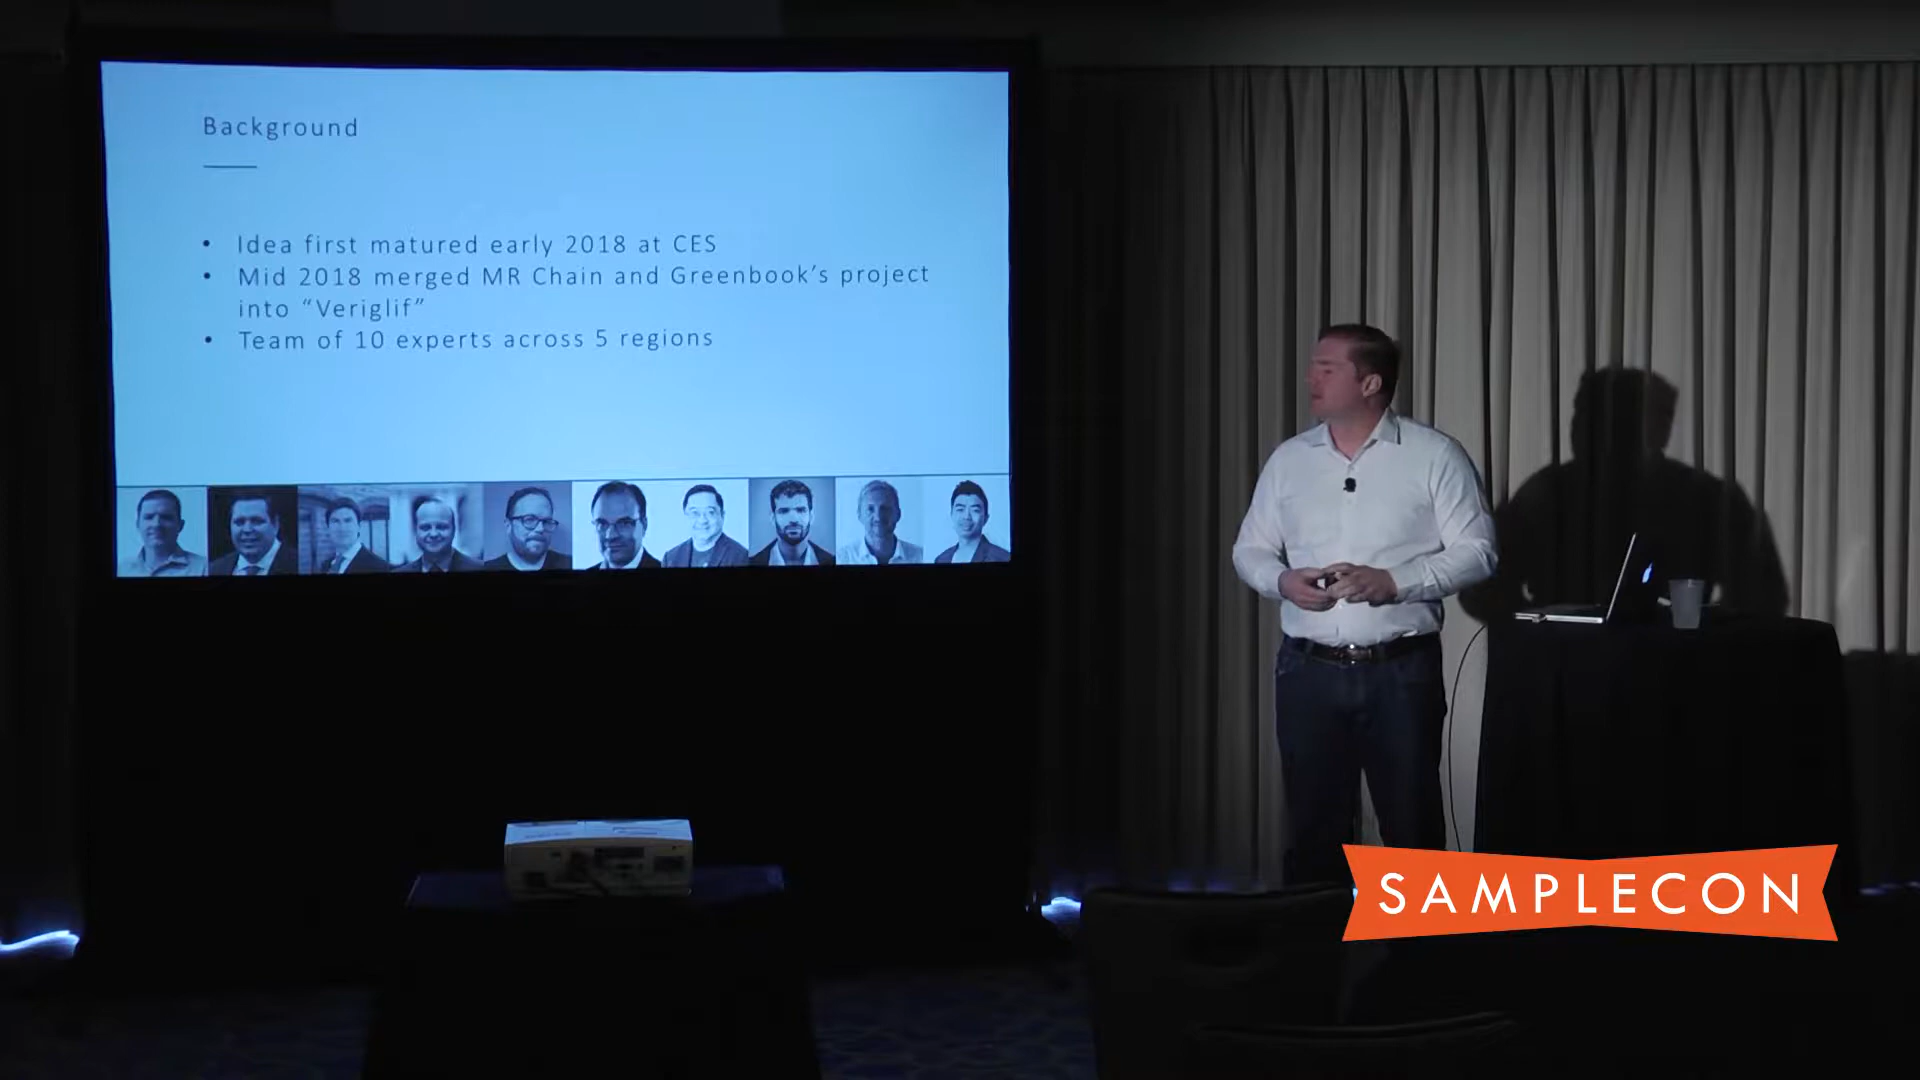 Background
• Idea first matured early 2018 at CES
• Mid 2018 merged MR Chain and Greenbook's project
into “Veriglif”
• Team of 10 experts across 5 regions
SAMPLECON